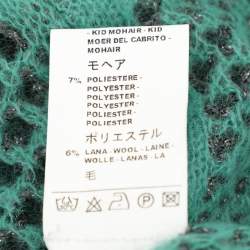 - KID MOHAIR - KID
MOER DEL CABRITO -
MOHAIR
モヘア
7% POLIESTERE -
POLYESTER -
POLYESTER -
POLIESTER -
POLYESTER -
POLYESTER
ポリエステル
6% LANA - WOOL - LAINE -
WOLLE - LANAS - LA
毛